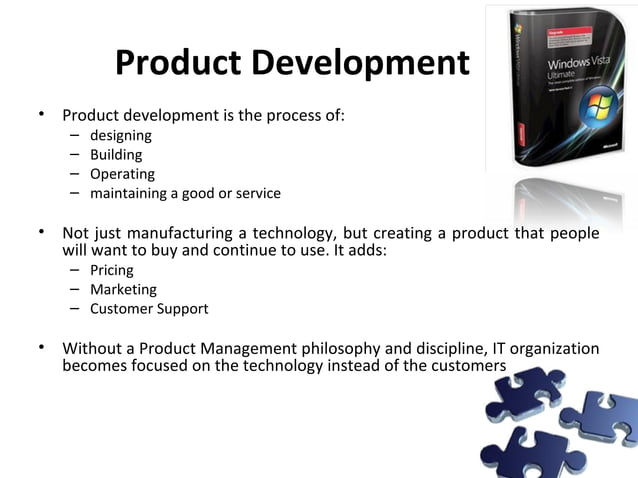 Product Development
• Product development is the process of:
– designing
– Building
– Operating
– maintaining a good or service
• Not just manufacturing a technology, but creating a product that people
will want to buy and continue to use. It adds:
– Pricing
– Marketing
– Customer Support
• Without a Product Management philosophy and discipline, IT organization
becomes focused on the technology instead of the customers
Upgrade
Windows Vista
Ultimate
Microsoft